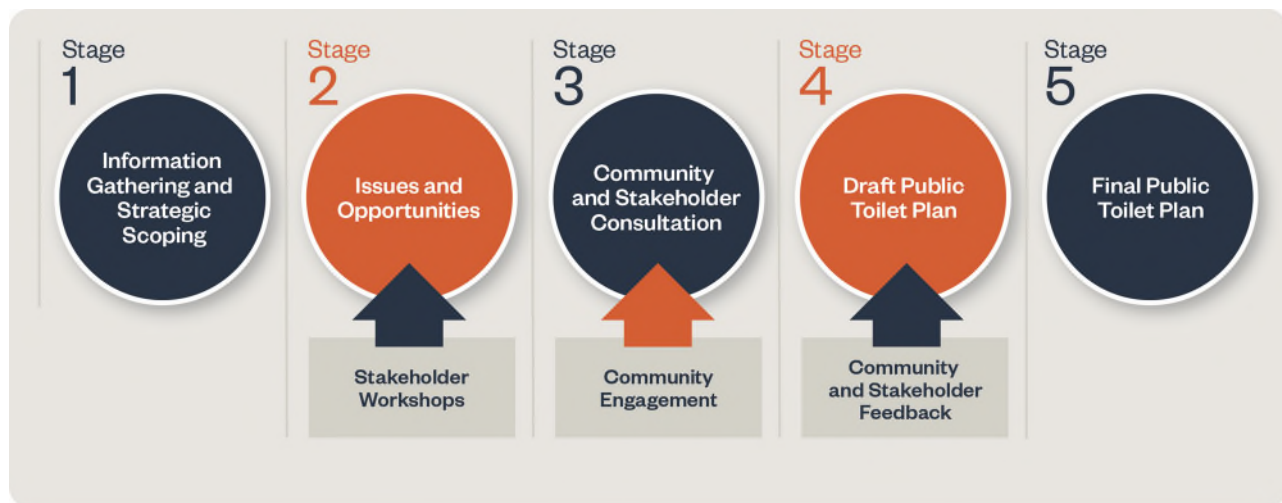 Stage
1
Information
Gathering and
Strategic
Scoping
Stage
2
Issues and
Opportunities
Stakeholder
Workshops
Stage
3
Community
and Stakeholder
Consultation
Community
Engagement
Stage
4
Draft Public
Toilet Plan
Community
and Stakeholder
Feedback
Stage
5
Final Public
Toilet Plan